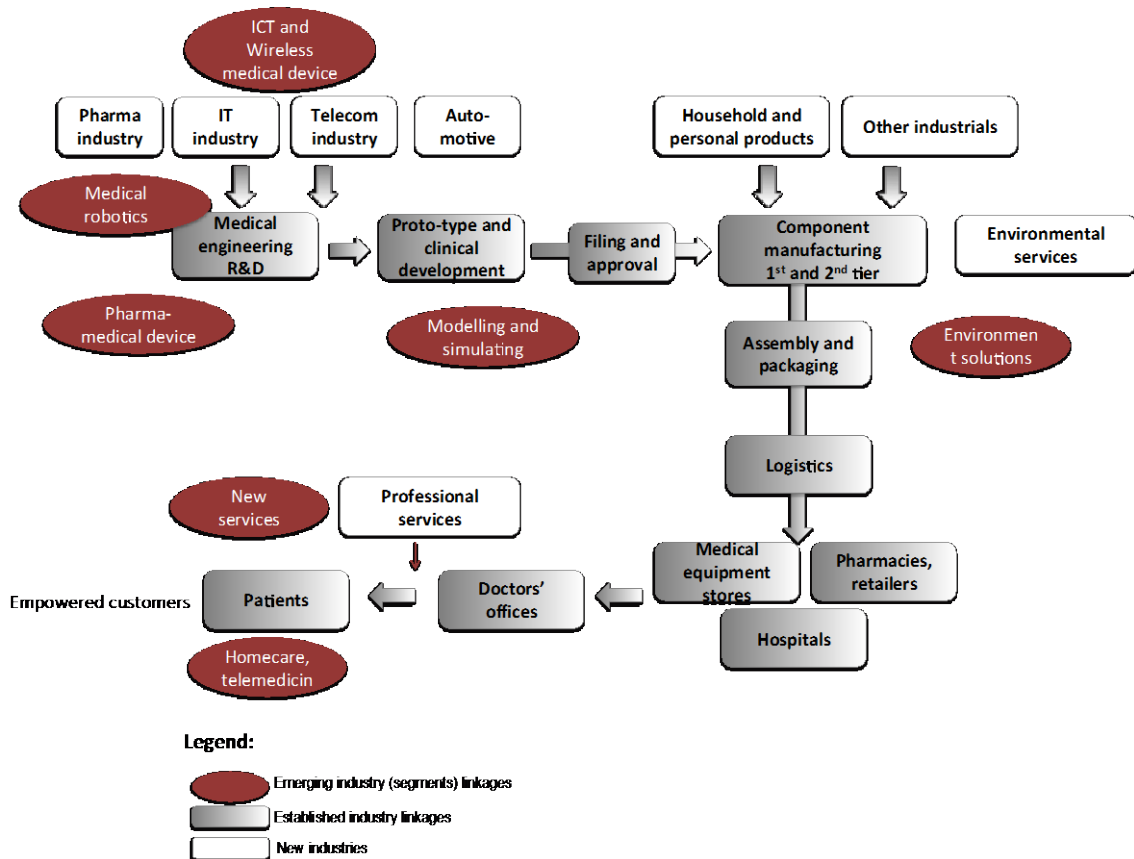 ICT and
Wireless
medical device
Pharma
industry
IT
industry
Telecom
industry
Auto-
motive
Household and
personal products
Other industrials
Medical
robotics
Medical
engineering
R&D
Proto-type and
clinical
development
Filing and
approval
Component
manufacturing
1st and 2nd tier
Environmental
services
Pharma-
medical device
Modelling and
simulating
Assembly and
packaging
Environmen
t solutions
Logistics
New
services
Professional
services
Medical
equipment
stores
Pharmacies,
retailers
Empowered customers
Patients
Doctors'
offices
Hospitals
Homecare,
telemedicin
Legend:
Emerging industry (segments) linkages
Established industry linkages
New industries